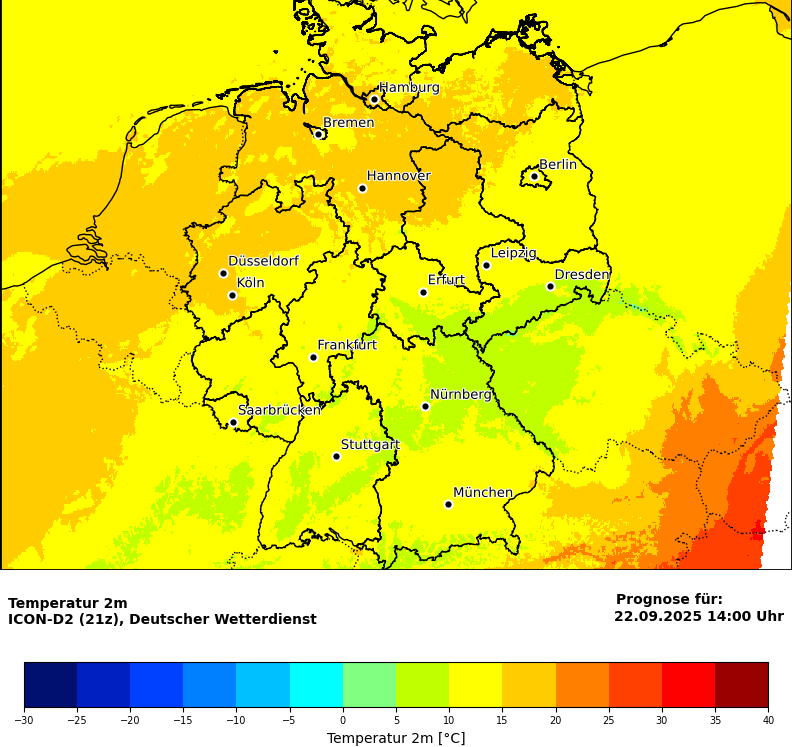 Hamburg
Bremen
Berlin
Hannover
Leipzig
Düsseldorf
Dresden
Köln
Erfurt
Frankfurt
Nürnberg
Saarbrücken
Stuttgart
München
Temperatur 2m
ICON-D2 (21z), Deutscher Wetterdienst
Prognose für:
22.09.2025 14:00 Uhr
−30 −25 −20 −15 −10 −5 0 5 10 15 20 25 30 35 40
Temperatur 2m [°C]